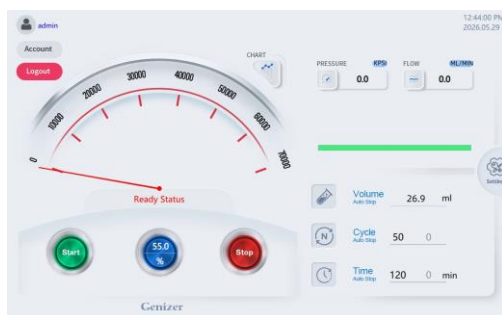 12:44:00 PM
admin
2026.05.29
Account
CHART
Logout
PRESSURE KPSI FLOW ML/MIN
0.0 0.0
0 10000 20000 30000 40000 50000 60000 70000
Setting
Ready Status
Volume 26.9 ml
Auto Stop
Start 55.0 % Stop
N Cycle 50 0
Auto Stop
Time 120 0 min
Auto Stop
Genizer